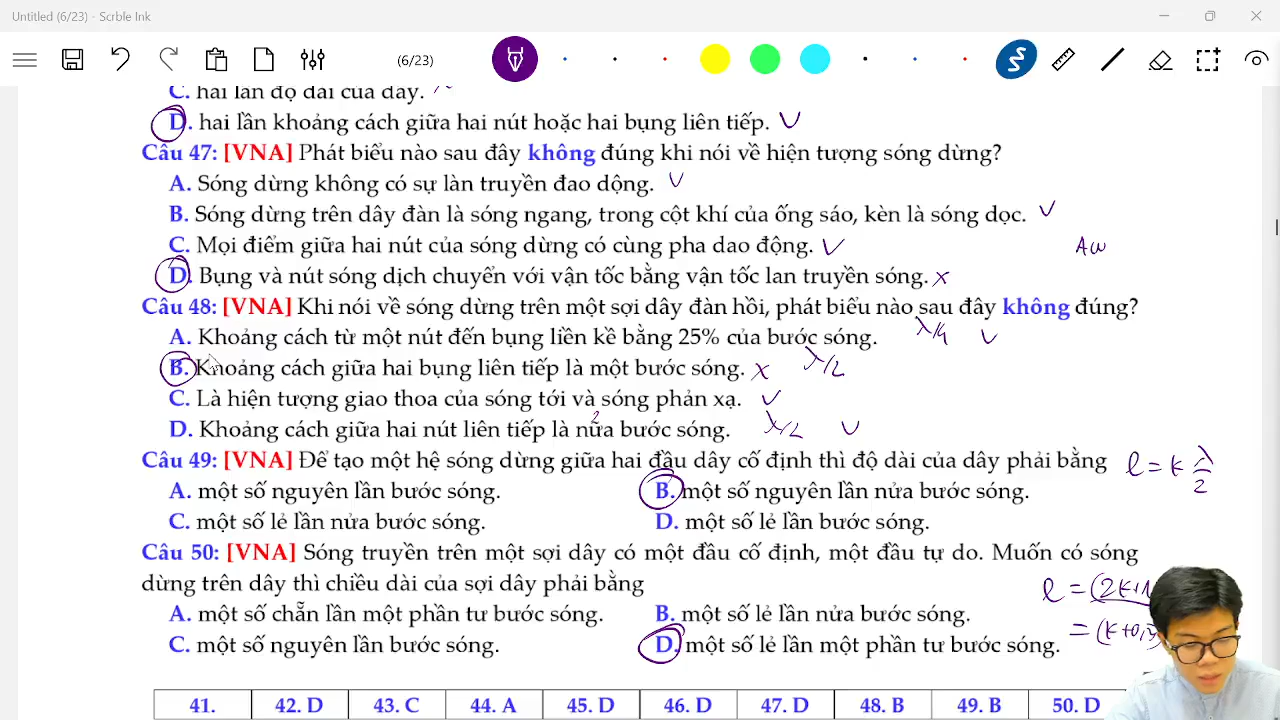 Untitled (6/23) - Scrble Ink
(6/23)
C. hai lần độ dài của dây.
D. hai lần khoảng cách giữa hai nút hoặc hai bụng liên tiếp. V
Câu 47: [VNA] Phát biểu nào sau đây không đúng khi nói về hiện tượng sóng dừng?
A. Sóng dừng không có sự lan truyền dao động. V
B. Sóng dừng trên dây đàn là sóng ngang, trong cột khí của ống sáo, kèn là sóng dọc. V
C. Mọi điểm giữa hai nút của sóng dừng có cùng pha dao động. V Aω
D. Bụng và nút sóng dịch chuyển với vận tốc bằng vận tốc lan truyền sóng. x
Câu 48: [VNA] Khi nói về sóng dừng trên một sợi dây đàn hồi, phát biểu nào sau đây không đúng?
A. Khoảng cách từ một nút đến bụng liền kề bằng 25% của bước sóng. λ/4 V
B. Khoảng cách giữa hai bụng liên tiếp là một bước sóng. x λ/2
C. Là hiện tượng giao thoa của sóng tới và sóng phản xạ. V
D. Khoảng cách giữa hai nút liên tiếp là nửa bước sóng. λ/2 V
Câu 49: [VNA] Để tạo một hệ sóng dừng giữa hai đầu dây cố định thì độ dài của dây phải bằng l = k λ/2
A. một số nguyên lần bước sóng. B. một số nguyên lần nửa bước sóng.
C. một số lẻ lần nửa bước sóng. D. một số lẻ lần bước sóng.
Câu 50: [VNA] Sóng truyền trên một sợi dây có một đầu cố định, một đầu tự do. Muốn có sóng
dừng trên dây thì chiều dài của sợi dây phải bằng
l = (2k+1
A. một số chẵn lần một phần tư bước sóng. B. một số lẻ lần nửa bước sóng.
= (k+0,5)
C. một số nguyên lần bước sóng. D. một số lẻ lần một phần tư bước sóng.
41. 42. D 43. C 44. A 45. D 46. D 47. D 48. B 49. B 50. D